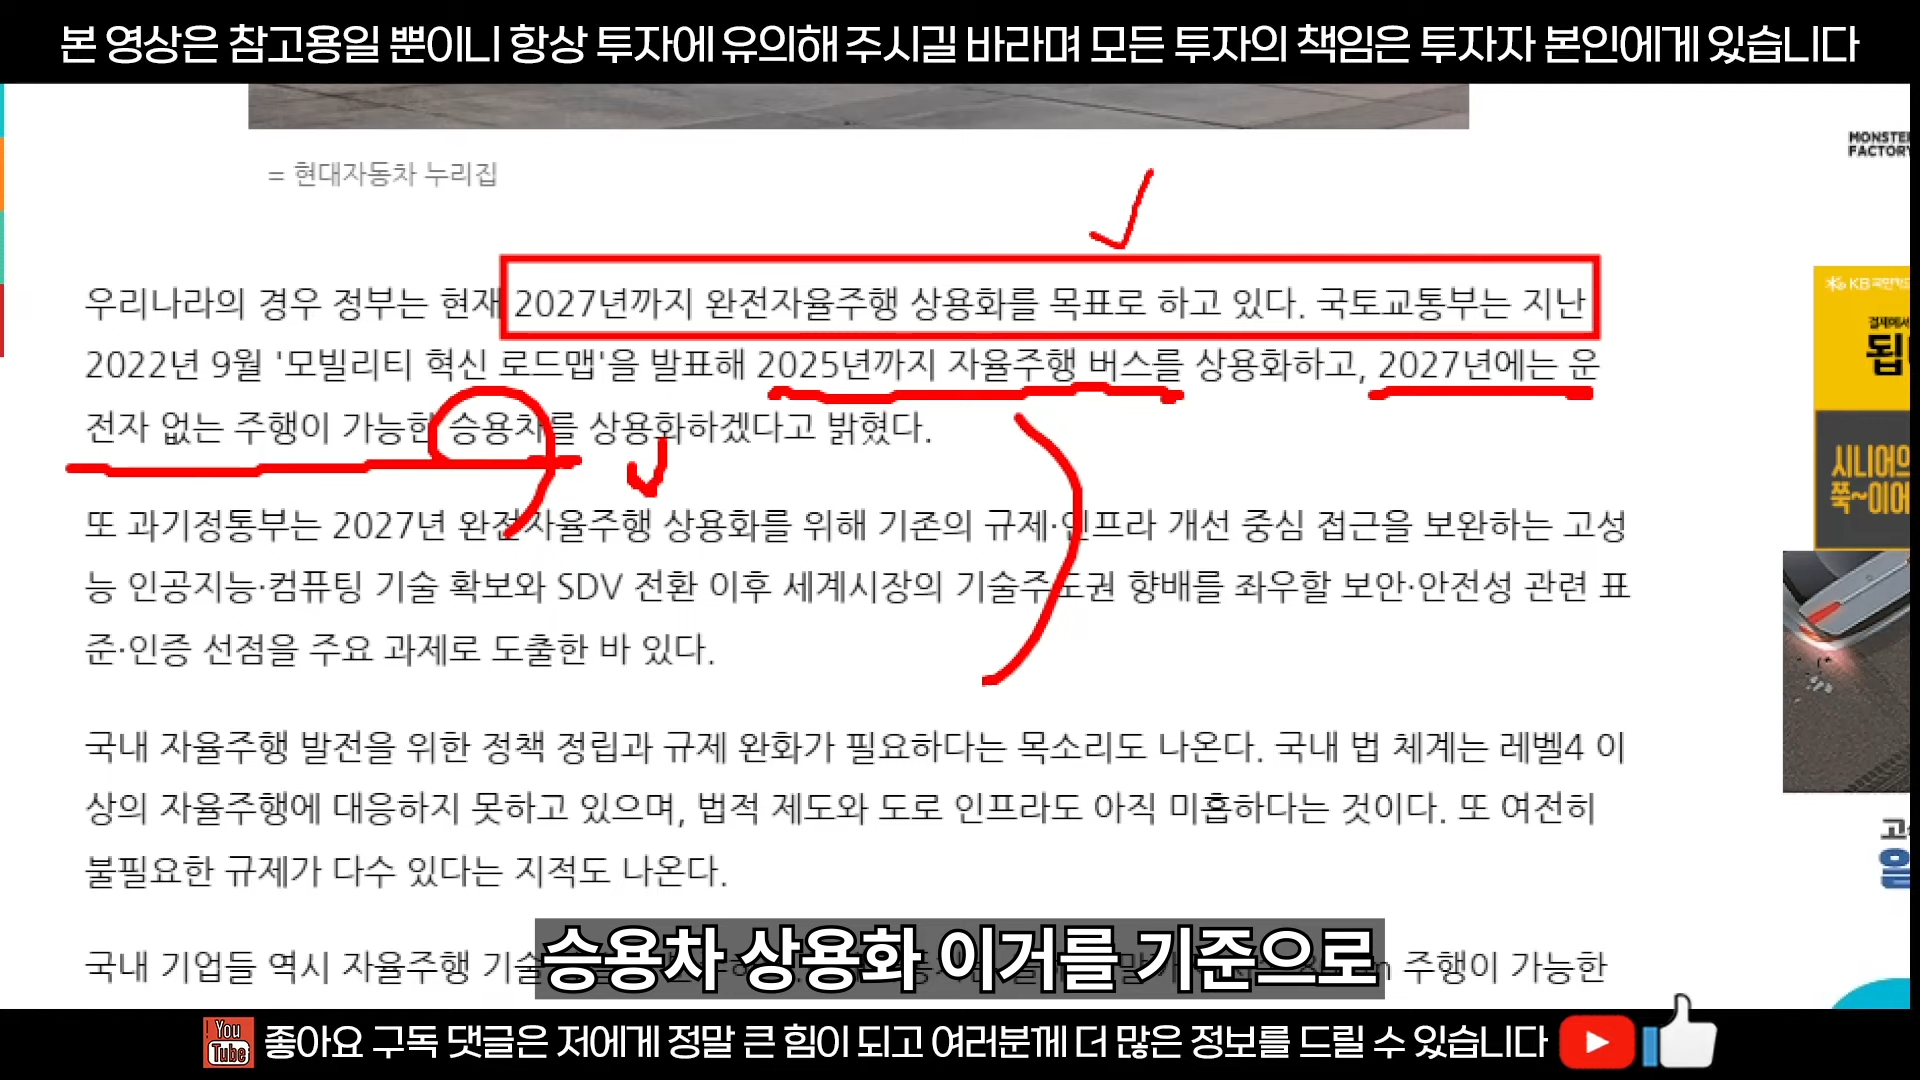 본 영상은 참고용일 뿐이니 항상 투자에 유의해 주시길 바라며 모든 투자의 책임은 투자자 본인에게 있습니다
= 현대자동차 누리집
MONSTER
FACTORY
우리나라의 경우 정부는 현재 2027년까지 완전자율주행 상용화를 목표로 하고 있다. 국토교통부는 지난
2022년 9월 '모빌리티 혁신 로드맵'을 발표해 2025년까지 자율주행 버스를 상용화하고, 2027년에는 운
전자 없는 주행이 가능한 승용차를 상용화하겠다고 밝혔다.
또 과기정통부는 2027년 완전자율주행 상용화를 위해 기존의 규제·인프라 개선 중심 접근을 보완하는 고성
능 인공지능·컴퓨팅 기술 확보와 SDV 전환 이후 세계시장의 기술주도권 향배를 좌우할 보안·안전성 관련 표
준·인증 선점을 주요 과제로 도출한 바 있다.
국내 자율주행 발전을 위한 정책 정립과 규제 완화가 필요하다는 목소리도 나온다. 국내 법 체계는 레벨4 이
상의 자율주행에 대응하지 못하고 있으며, 법적 제도와 도로 인프라도 아직 미흡하다는 것이다. 또 여전히
불필요한 규제가 다수 있다는 지적도 나온다.
국내 기업들 역시 자율주행 기술 주행이 가능한
KB국민
시니어의
쭉~이어
승용차 상용화 이거를 기준으로
You
Tube
좋아요 구독 댓글은 저에게 정말 큰 힘이 되고 여러분께 더 많은 정보를 드릴 수 있습니다